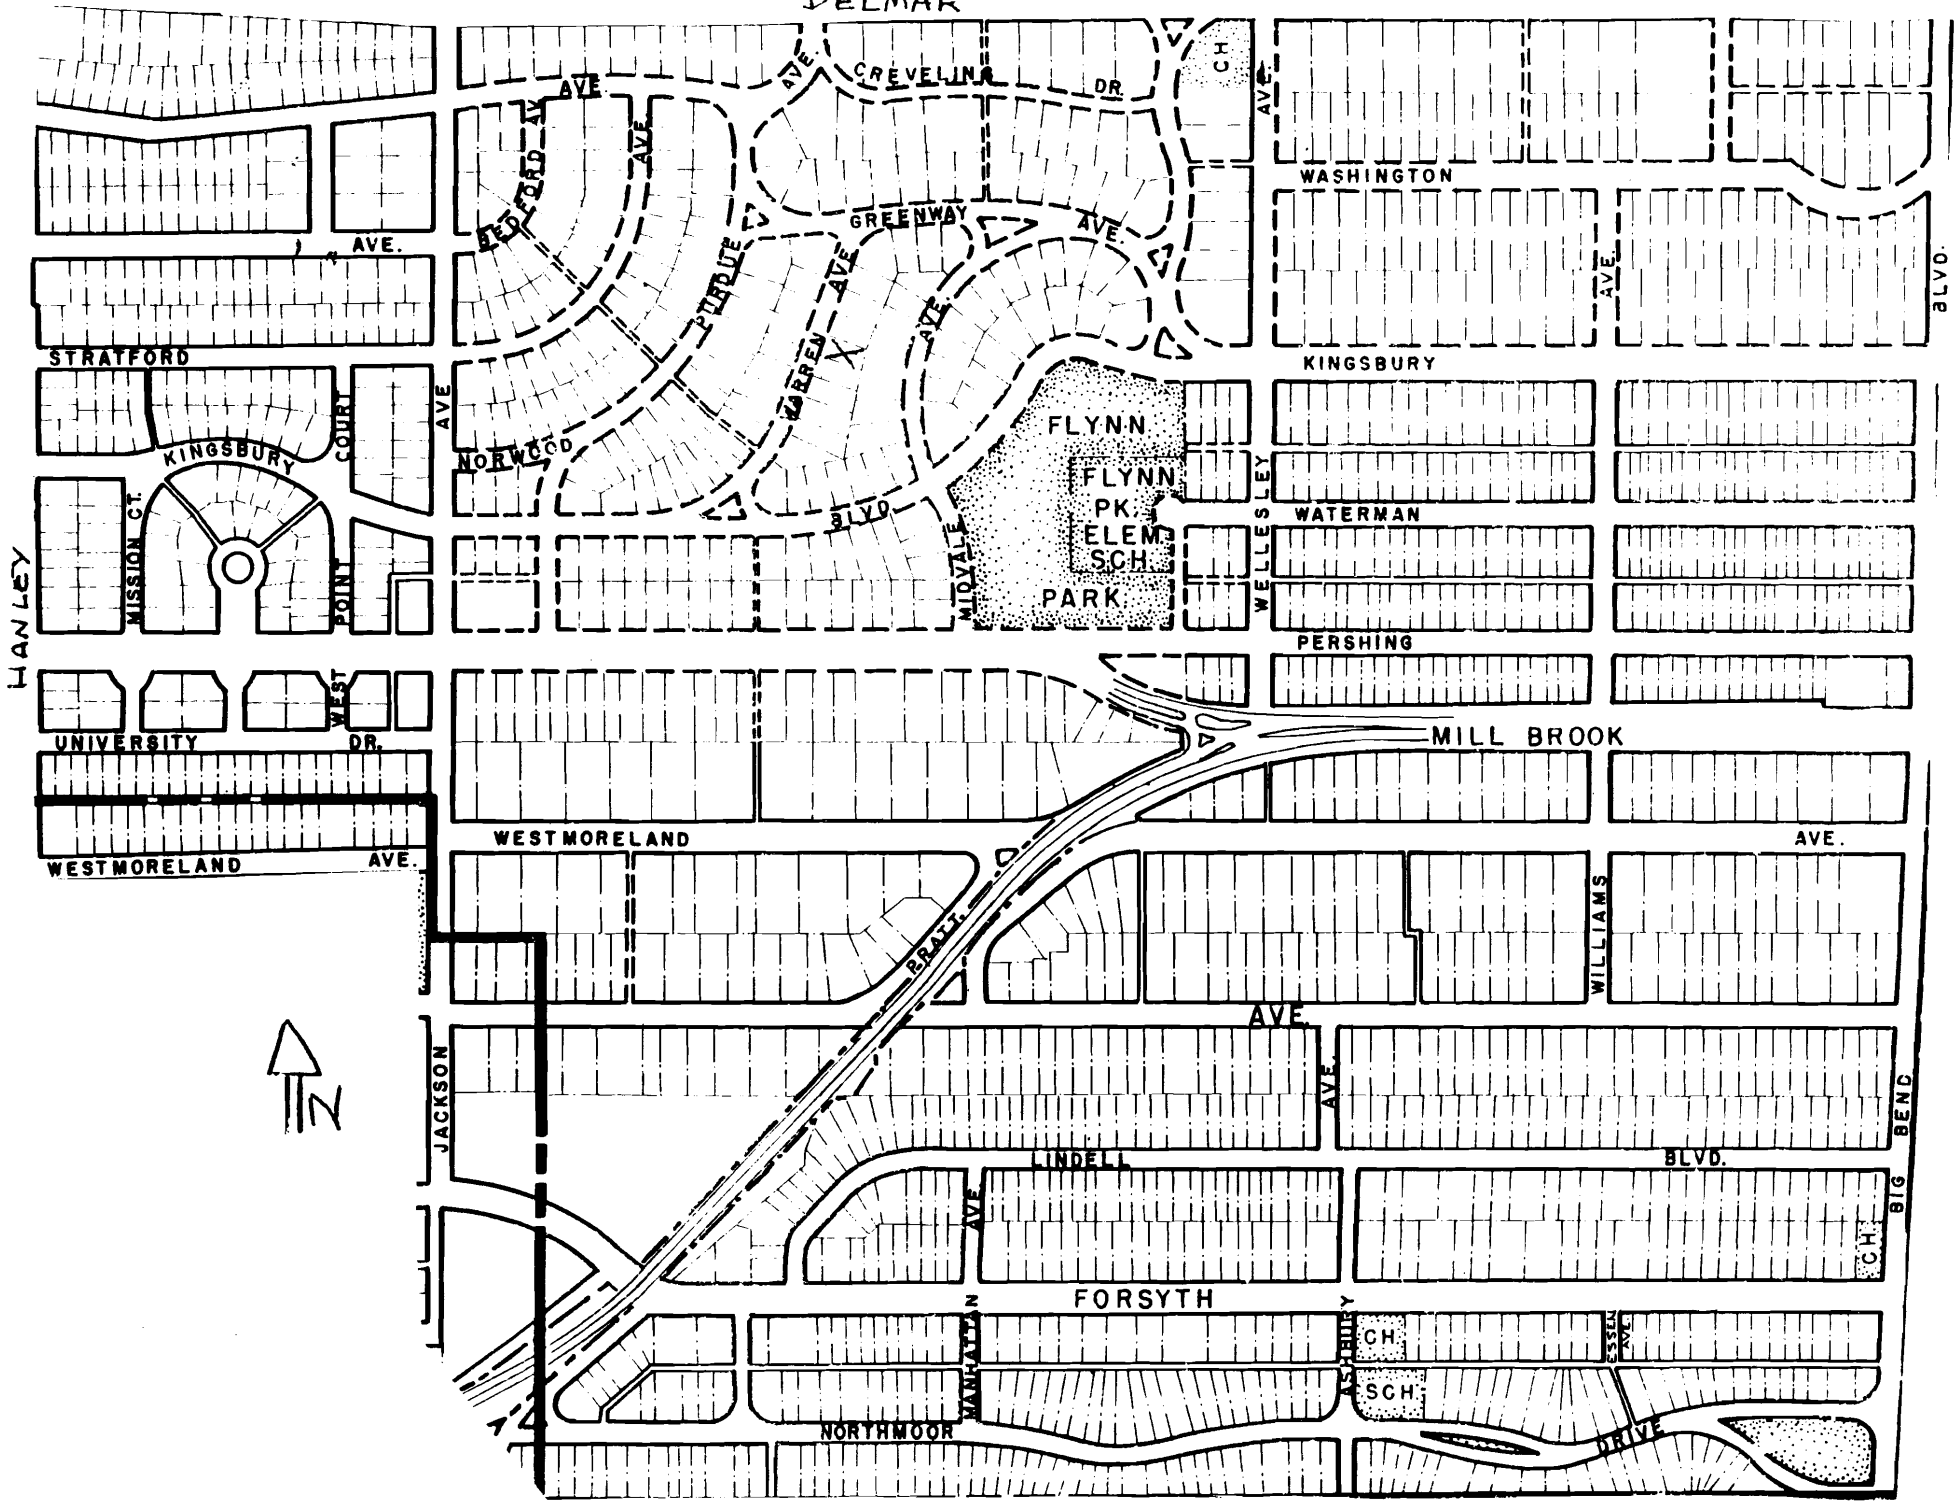 DELMAR
AVE.
CREVELING
DR.
CH
AVE.
AVE
BEDFORD AV
AVE
WASHINGTON
GREENWAY
AVE.
AVE.
PURDUE
AVE
AVE.
AVE.
BLVD.
STRATFORD
WARREN
X
KINGSBURY
COURT
AVE
NORWOOD
KINGSBURY
FLYNN
FLYNN
PK.
ELEM
SCH.
PARK
WELLESLEY
WATERMAN
BLVD
MIDVALE
MISSION CT.
POINT
HANLEY
PERSHING
WEST
UNIVERSITY
DR.
MILL BROOK
WESTMORELAND
AVE.
WESTMORELAND
AVE.
WILLIAMS
PRATT
AVE.
N
JACKSON
AVE.
BEND
LINDELL
BLVD.
AVE
BIG
CH
FORSYTH
MANHATTAN
ASHBURY
CH
ESSEN
AVE
SCH
NORTHMOOR
DRIVE